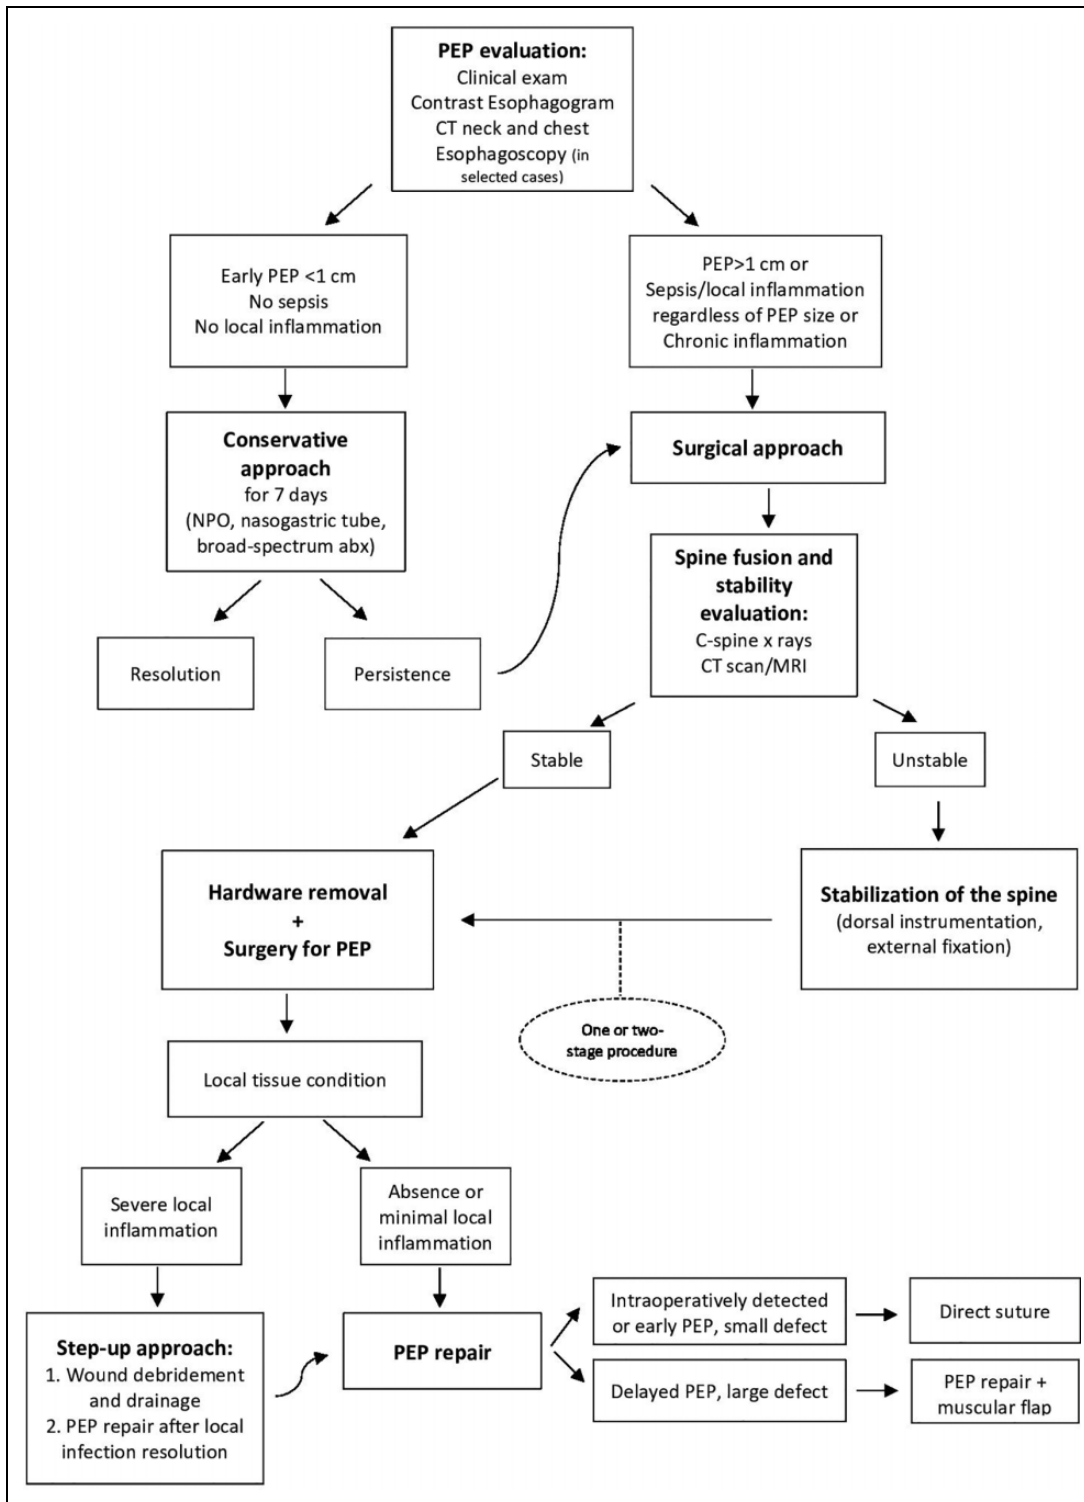 PEP evaluation:
Clinical exam
Contrast Esophagogram
CT neck and chest
Esophagoscopy (in
selected cases)
Early PEP <1 cm
No sepsis
No local inflammation
PEP>1 cm or
Sepsis/local inflammation
regardless of PEP size or
Chronic inflammation
Conservative
approach
for 7 days
(NPO, nasogastric tube,
broad-spectrum abx)
Surgical approach
Resolution
Persistence
Spine fusion and
stability
evaluation:
C-spine x rays
CT scan/MRI
Stable
Unstable
Hardware removal
+
Surgery for PEP
Stabilization of the spine
(dorsal instrumentation,
external fixation)
One or two-
stage procedure
Local tissue condition
Severe local
inflammation
Absence or
minimal local
inflammation
Step-up approach:
1. Wound debridement
and drainage
2. PEP repair after local
infection resolution
PEP repair
Intraoperatively detected
or early PEP, small defect
Direct suture
Delayed PEP, large defect
PEP repair +
muscular flap